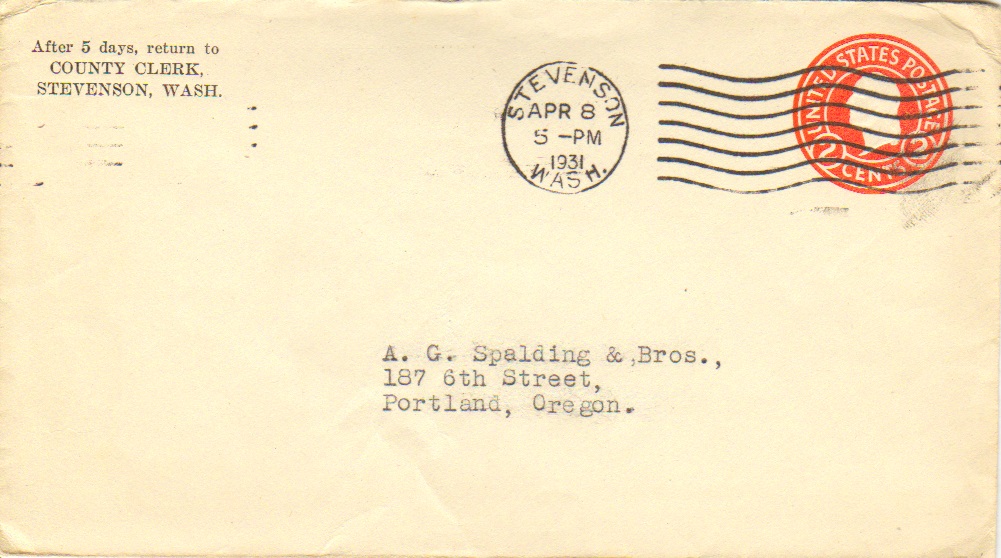 After 5 days, return to
COUNTY CLERK,
STEVENSON, WASH.
STEVENSON
APR 8
5 -PM
1931
WASH.
UNITED STATES POSTAGE
2 CENTS 2
A. G. Spalding & ,Bros.,
187 6th Street,
Portland, Oregon.